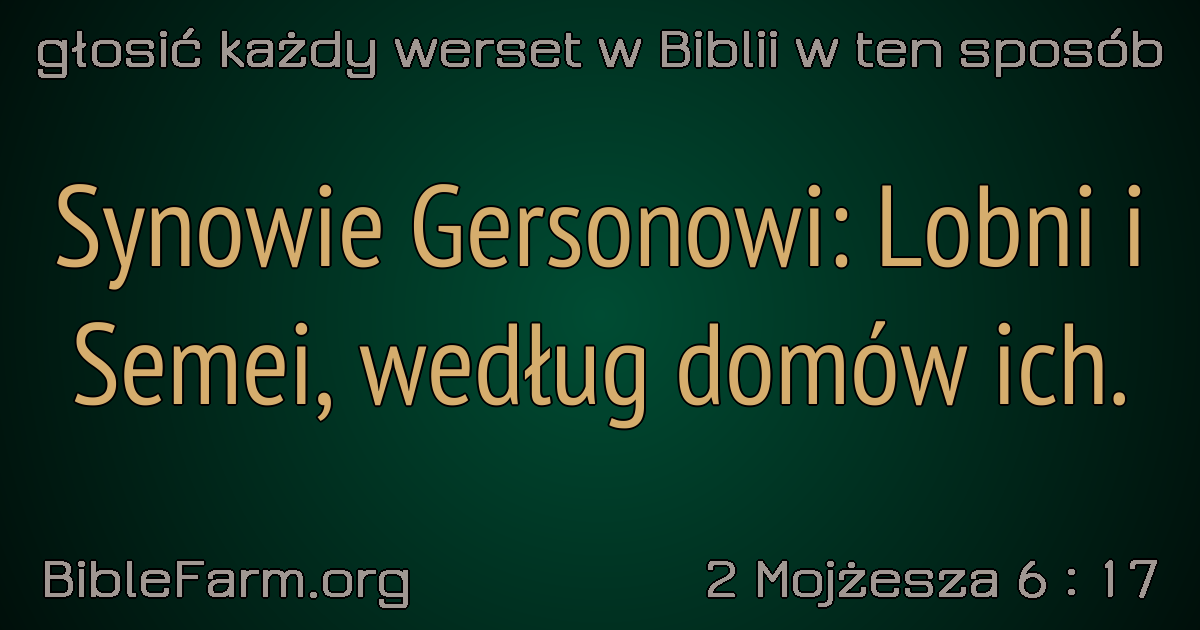 głosić każdy werset w Biblii w ten sposób
Synowie Gersonowi: Lobni i
Semei, według domów ich.
BibleFarm.org
2 Mojżesza 6 : 17